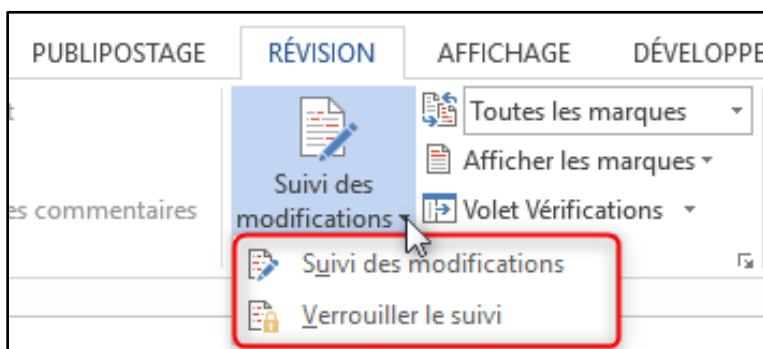 PUBLIPOSTAGE RÉVISION AFFICHAGE DÉVELOPPE
t
Toutes les marques
Afficher les marques
Suivi des
modifications
es commentaires
Volet Vérifications
Suivi des modifications
Verrouiller le suivi